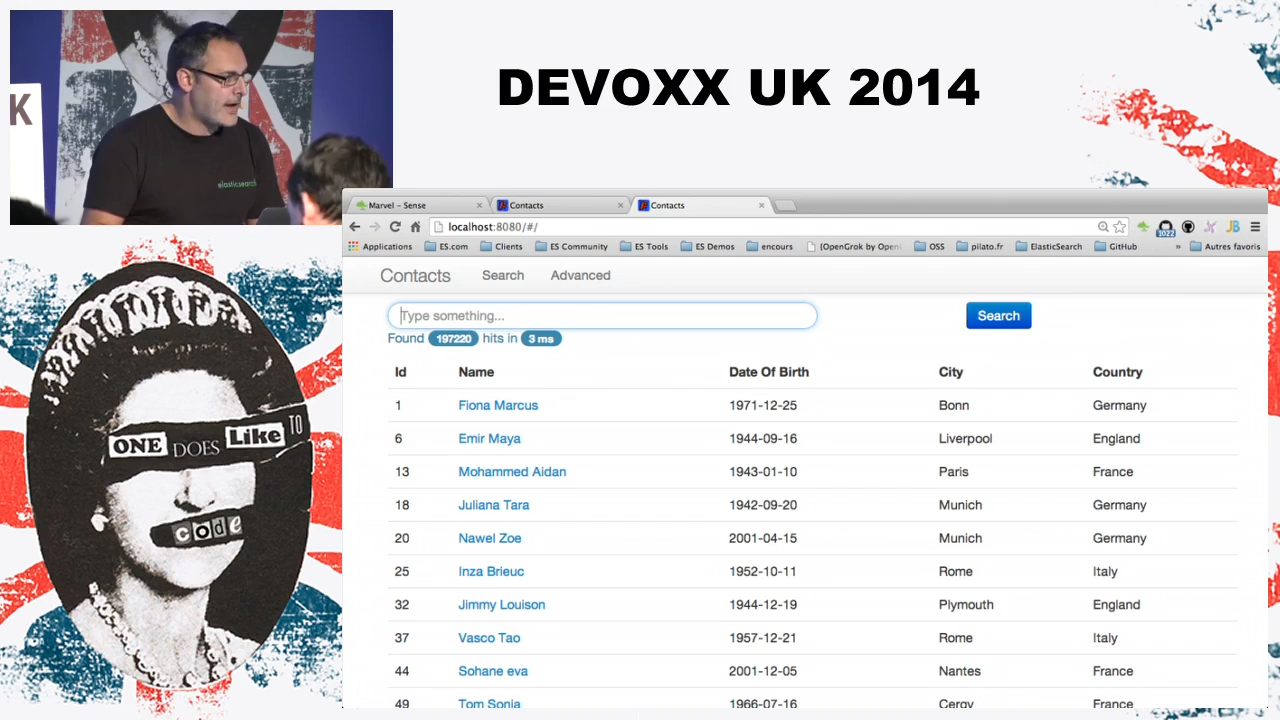 DEVOXX UK 2014
K
elasticsearch
Marvel – Sense
Contacts
Contacts
localhost:8080/#/
1022
JB
Applications ES.com Clients ES Community ES Tools ES Demos encours (OpenGrok by Open OSS pilato.fr ElasticSearch GitHub » Autres favoris
Contacts Search Advanced
Type something... Search
Found 197220 hits in 3 ms
Id Name Date Of Birth City Country
1 Fiona Marcus 1971-12-25 Bonn Germany
6 Emir Maya 1944-09-16 Liverpool England
13 Mohammed Aidan 1943-01-10 Paris France
18 Juliana Tara 1942-09-20 Munich Germany
20 Nawel Zoe 2001-04-15 Munich Germany
25 Inza Brieuc 1952-10-11 Rome Italy
32 Jimmy Louison 1944-12-19 Plymouth England
37 Vasco Tao 1957-12-21 Rome Italy
44 Sohane eva 2001-12-05 Nantes France
49 Tom Sonia 1966-07-16 Cergy France
ONE DOES Like TO
code